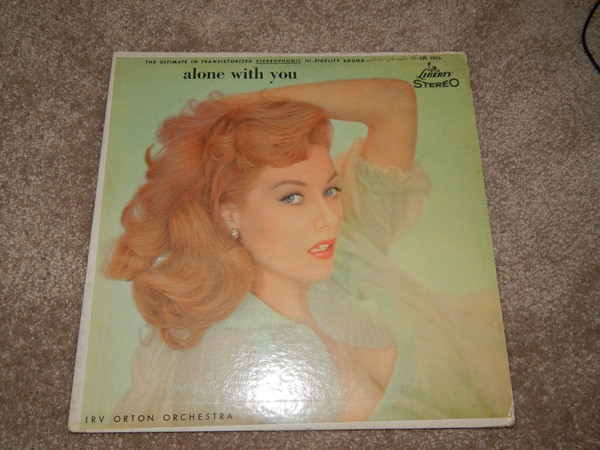 THE ULTIMATE IN TRANSISTORIZED STEREOPHONIC HI-FIDELITY SOUND
alone with you
LIBERTY
STEREO
IRV ORTON ORCHESTRA